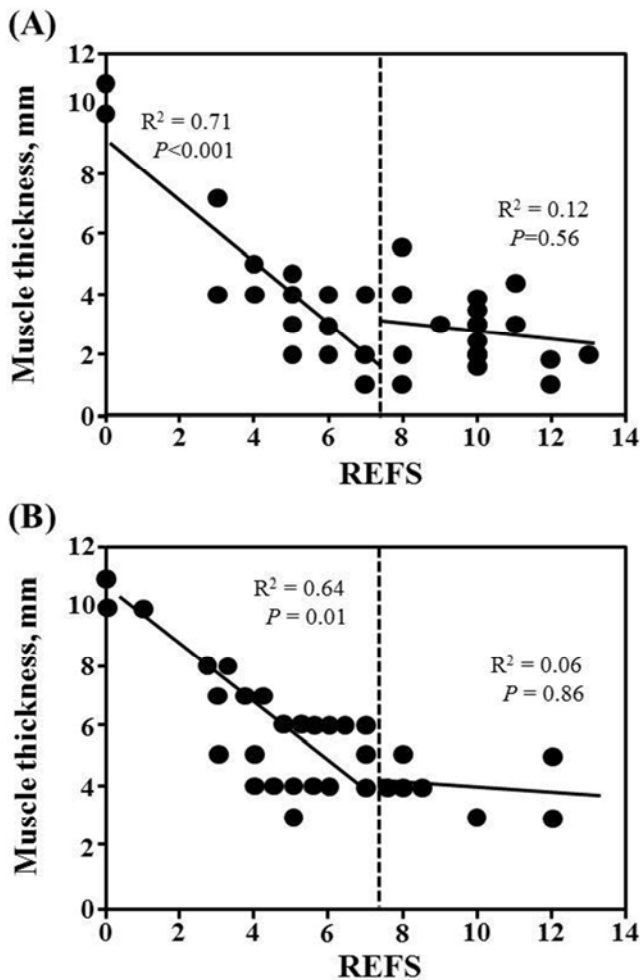 (A)
Muscle thickness, mm
12
10
8
6
4
2
0
R² = 0.71
P<0.001
R² = 0.12
P=0.56
0 2 4 6 8 10 12 14
REFS
(B)
Muscle thickness, mm
12
10
8
6
4
2
0
R² = 0.64
P = 0.01
R² = 0.06
P = 0.86
0 2 4 6 8 10 12 14
REFS